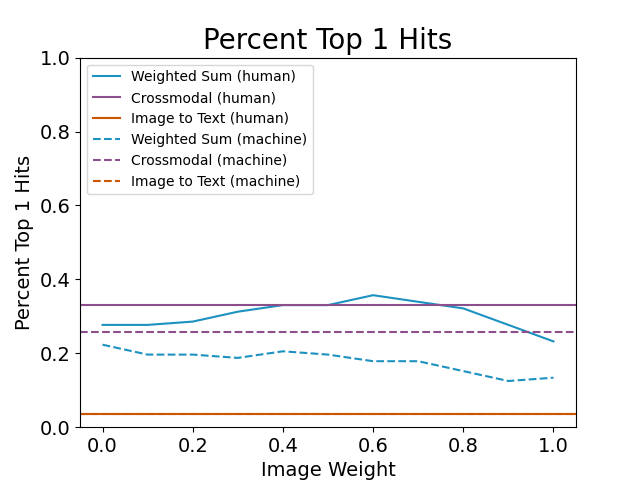 Percent Top 1 Hits
Percent Top 1 Hits
1.0
0.8
0.6
0.4
0.2
0.0
Weighted Sum (human)
Crossmodal (human)
Image to Text (human)
Weighted Sum (machine)
Crossmodal (machine)
Image to Text (machine)
0.0 0.2 0.4 0.6 0.8 1.0
Image Weight